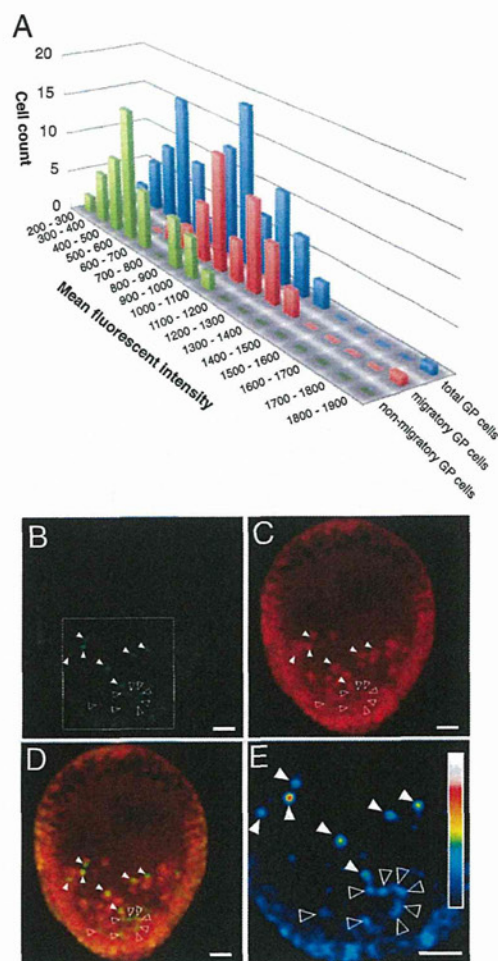 A
20
15
10
5
0
Cell count
200 - 300
300 - 400
400 - 500
500 - 600
600 - 700
700 - 800
800 - 900
900 - 1000
1000 - 1100
1100 - 1200
1200 - 1300
1300 - 1400
1400 - 1500
1500 - 1600
1600 - 1700
1700 - 1800
1800 - 1900
Mean fluorescent intensity
total GP cells
migratory GP cells
non-migratory GP cells
B
C
D
E